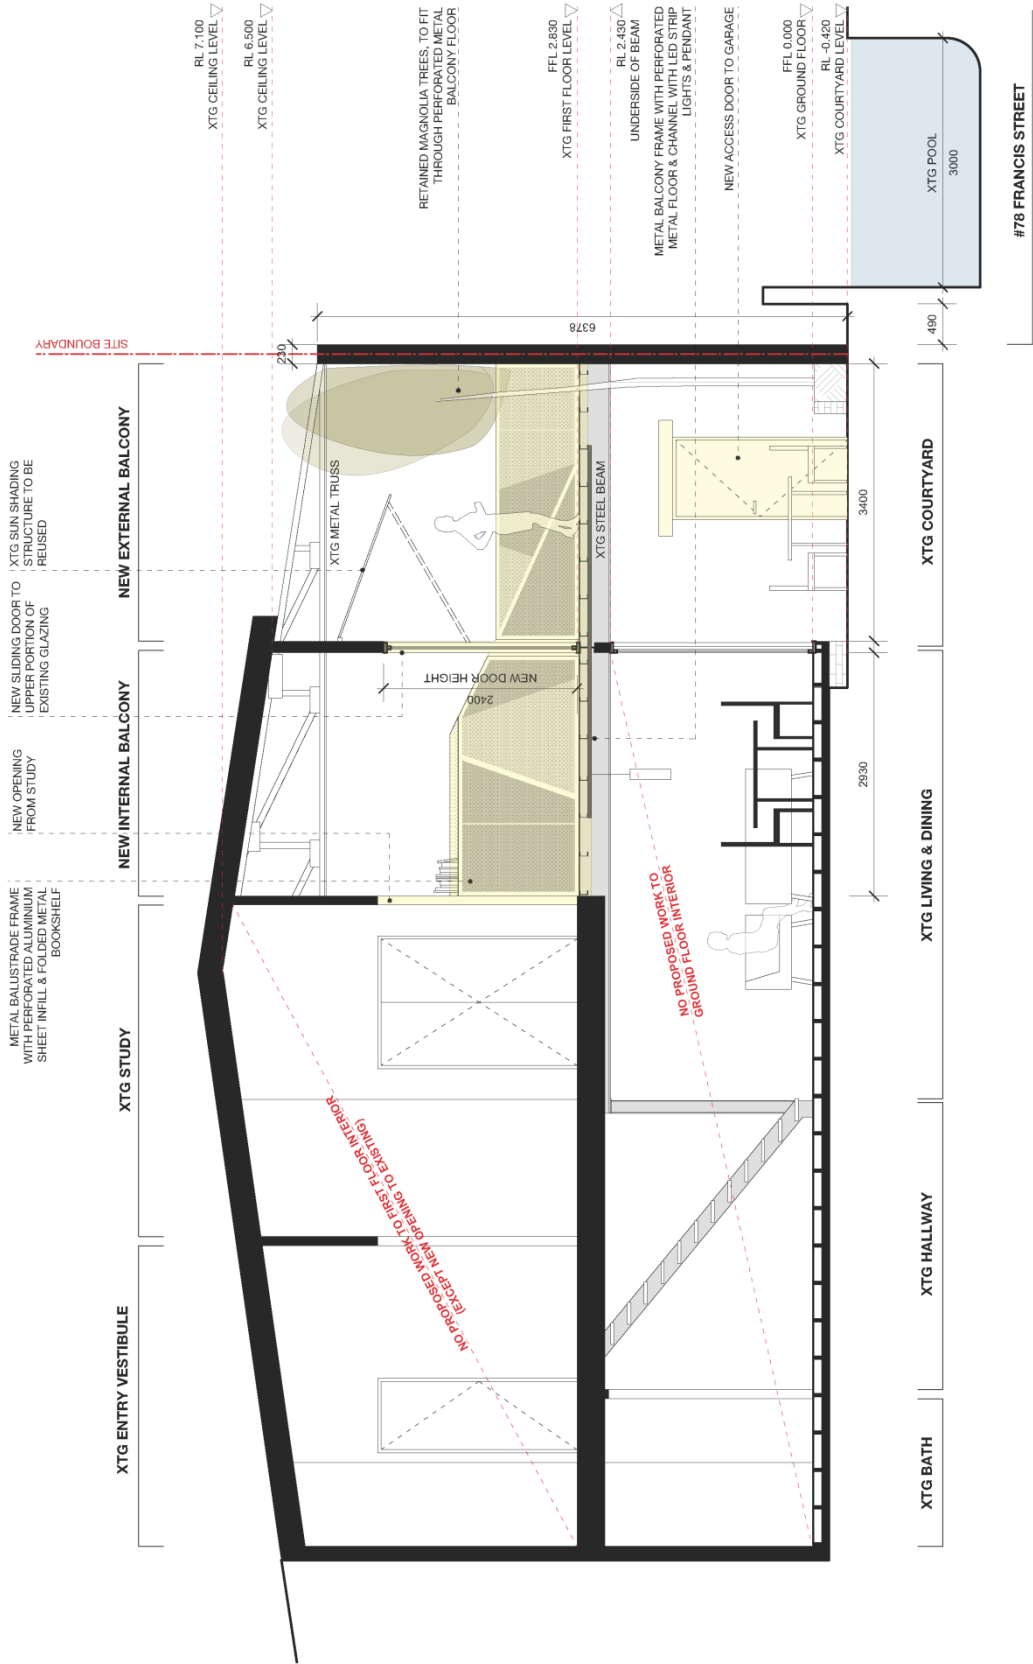 METAL BALUSTRADE FRAME
WITH PERFORATED ALUMINIUM
SHEET INFILL & FOLDED METAL
BOOKSHELF
NEW OPENING
FROM STUDY
NEW SLIDING DOOR TO
UPPER PORTION OF
EXISTING GLAZING
XTG SUN SHADING
STRUCTURE TO BE
REUSED
XTG ENTRY VESTIBULE
XTG STUDY
NEW INTERNAL BALCONY
NEW EXTERNAL BALCONY
SITE BOUNDARY
RL 7.100
XTG CEILING LEVEL
RL 6.500
XTG CEILING LEVEL
230
XTG METAL TRUSS
RETAINED MAGNOLIA TREES, TO FIT
THROUGH PERFORATED METAL
BALCONY FLOOR
NO PROPOSED WORK TO FIRST FLOOR INTERIOR
(EXCEPT NEW OPENING TO EXISTING)
2400
NEW DOOR HEIGHT
FFL 2.830
XTG FIRST FLOOR LEVEL
6378
XTG STEEL BEAM
RL 2.430
UNDERSIDE OF BEAM
METAL BALCONY FRAME WITH PERFORATED
METAL FLOOR & CHANNEL WITH LED STRIP
LIGHTS & PENDANT
NO PROPOSED WORK TO
GROUND FLOOR INTERIOR
NEW ACCESS DOOR TO GARAGE
FFL 0.000
XTG GROUND FLOOR
RL -0.420
XTG COURTYARD LEVEL
2930
3400
XTG BATH
XTG HALLWAY
XTG LIVING & DINING
XTG COURTYARD
490
XTG POOL
3000
#78 FRANCIS STREET